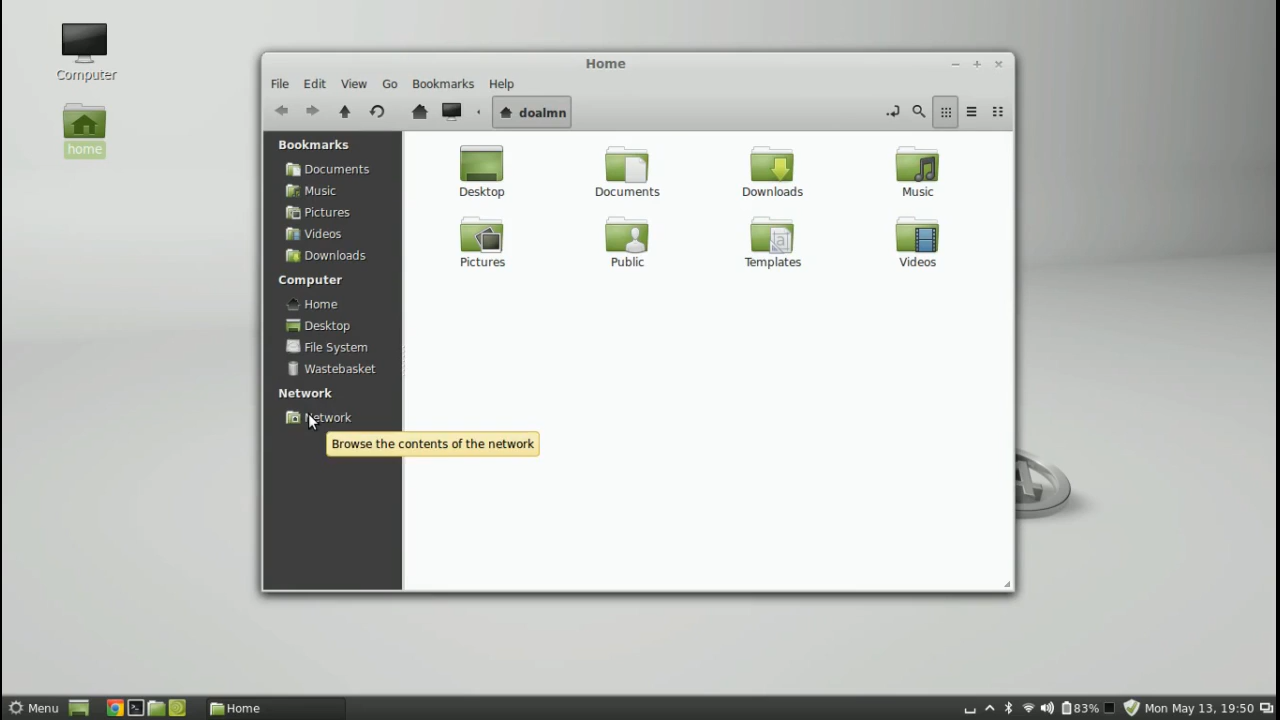 Computer
home
Home
File Edit View Go Bookmarks Help
doalmn
Bookmarks
Documents
Music
Pictures
Videos
Downloads
Computer
Home
Desktop
File System
Wastebasket
Network
Network
Browse the contents of the network
Desktop Documents Downloads Music
Pictures Public Templates Videos
Menu Home 83% Mon May 13, 19:50